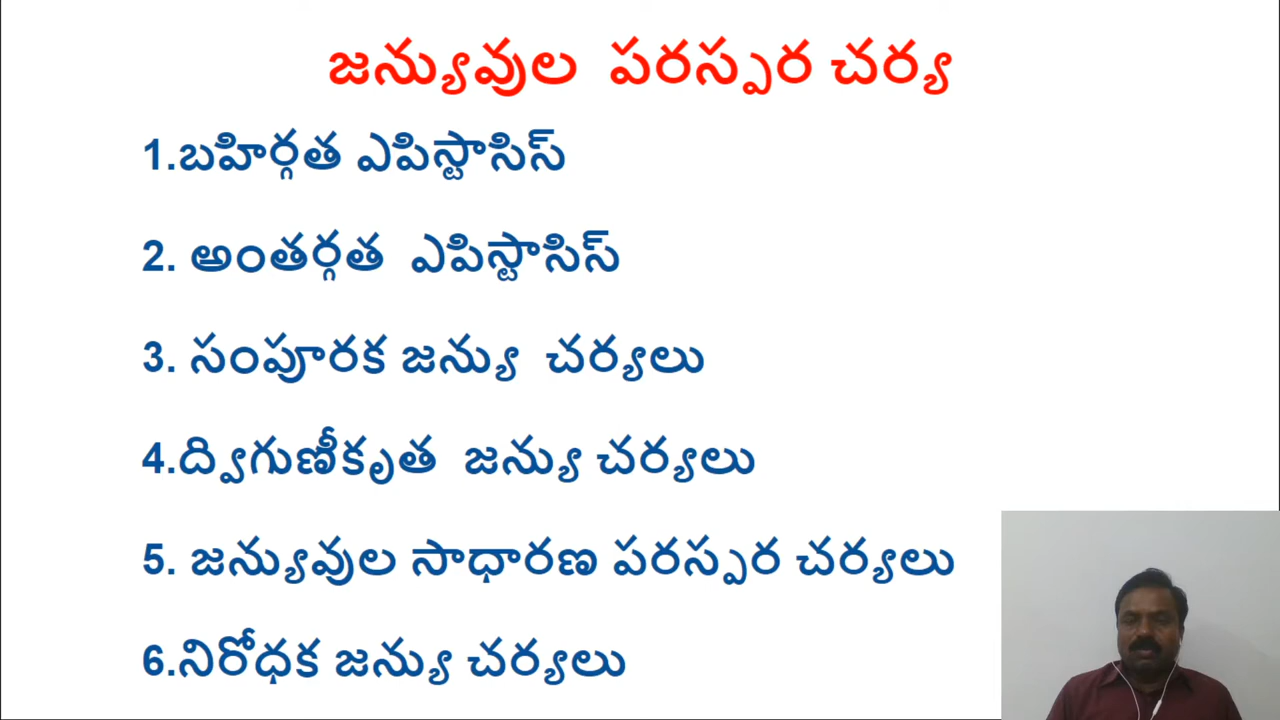 జన్యువుల పరస్పర చర్య
1.బహిర్గత ఎపిస్టాసిస్
2. అంతర్గత ఎపిస్టాసిస్
3. సంపూరక జన్యు చర్యలు
4.ద్విగుణీకృత జన్యు చర్యలు
5. జన్యువుల సాధారణ పరస్పర చర్యలు
6.నిరోధక జన్యు చర్యలు